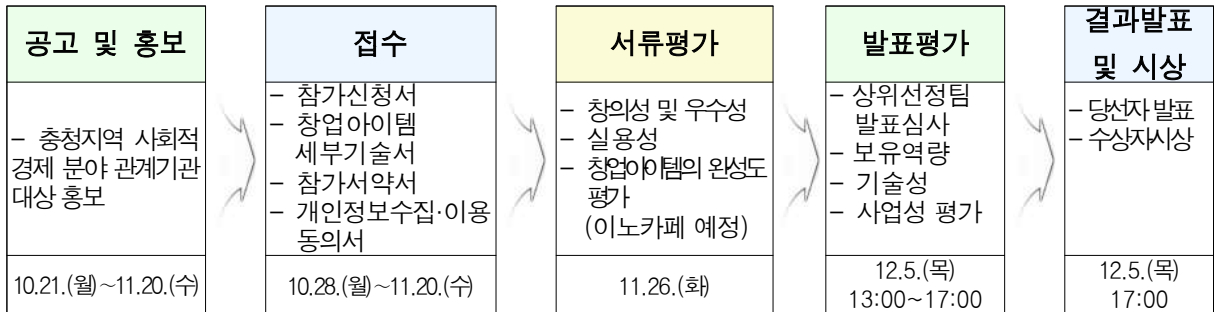 공고 및 홍보
- 충청지역 사회적
경제 분야 관계기관
대상 홍보
10.21.(월)~11.20.(수)
접수
- 참가신청서
- 창업아이템
세부기술서
- 참가서약서
- 개인정보수집·이용
동의서
10.28.(월)~11.20.(수)
서류평가
- 창의성 및 우수성
- 실용성
- 창업아이템의 완성도
평가
(이노카페 예정)
11.26.(화)
발표평가
- 상위선정팀
발표심사
- 보유역량
- 기술성
- 사업성 평가
12.5.(목)
13:00~17:00
결과발표
및 시상
- 당선자 발표
- 수상자시상
12.5.(목)
17:00